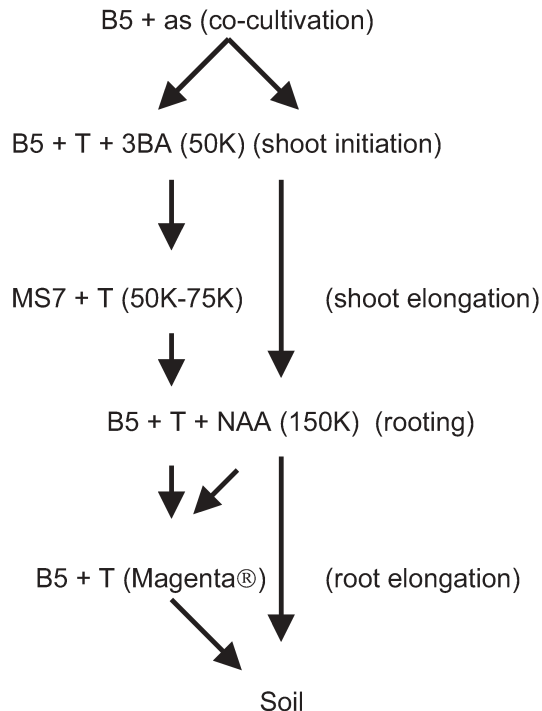 B5 + as (co-cultivation)
B5 + T + 3BA (50K) (shoot initiation)
MS7 + T (50K-75K) (shoot elongation)
B5 + T + NAA (150K) (rooting)
B5 + T (Magenta®) (root elongation)
Soil